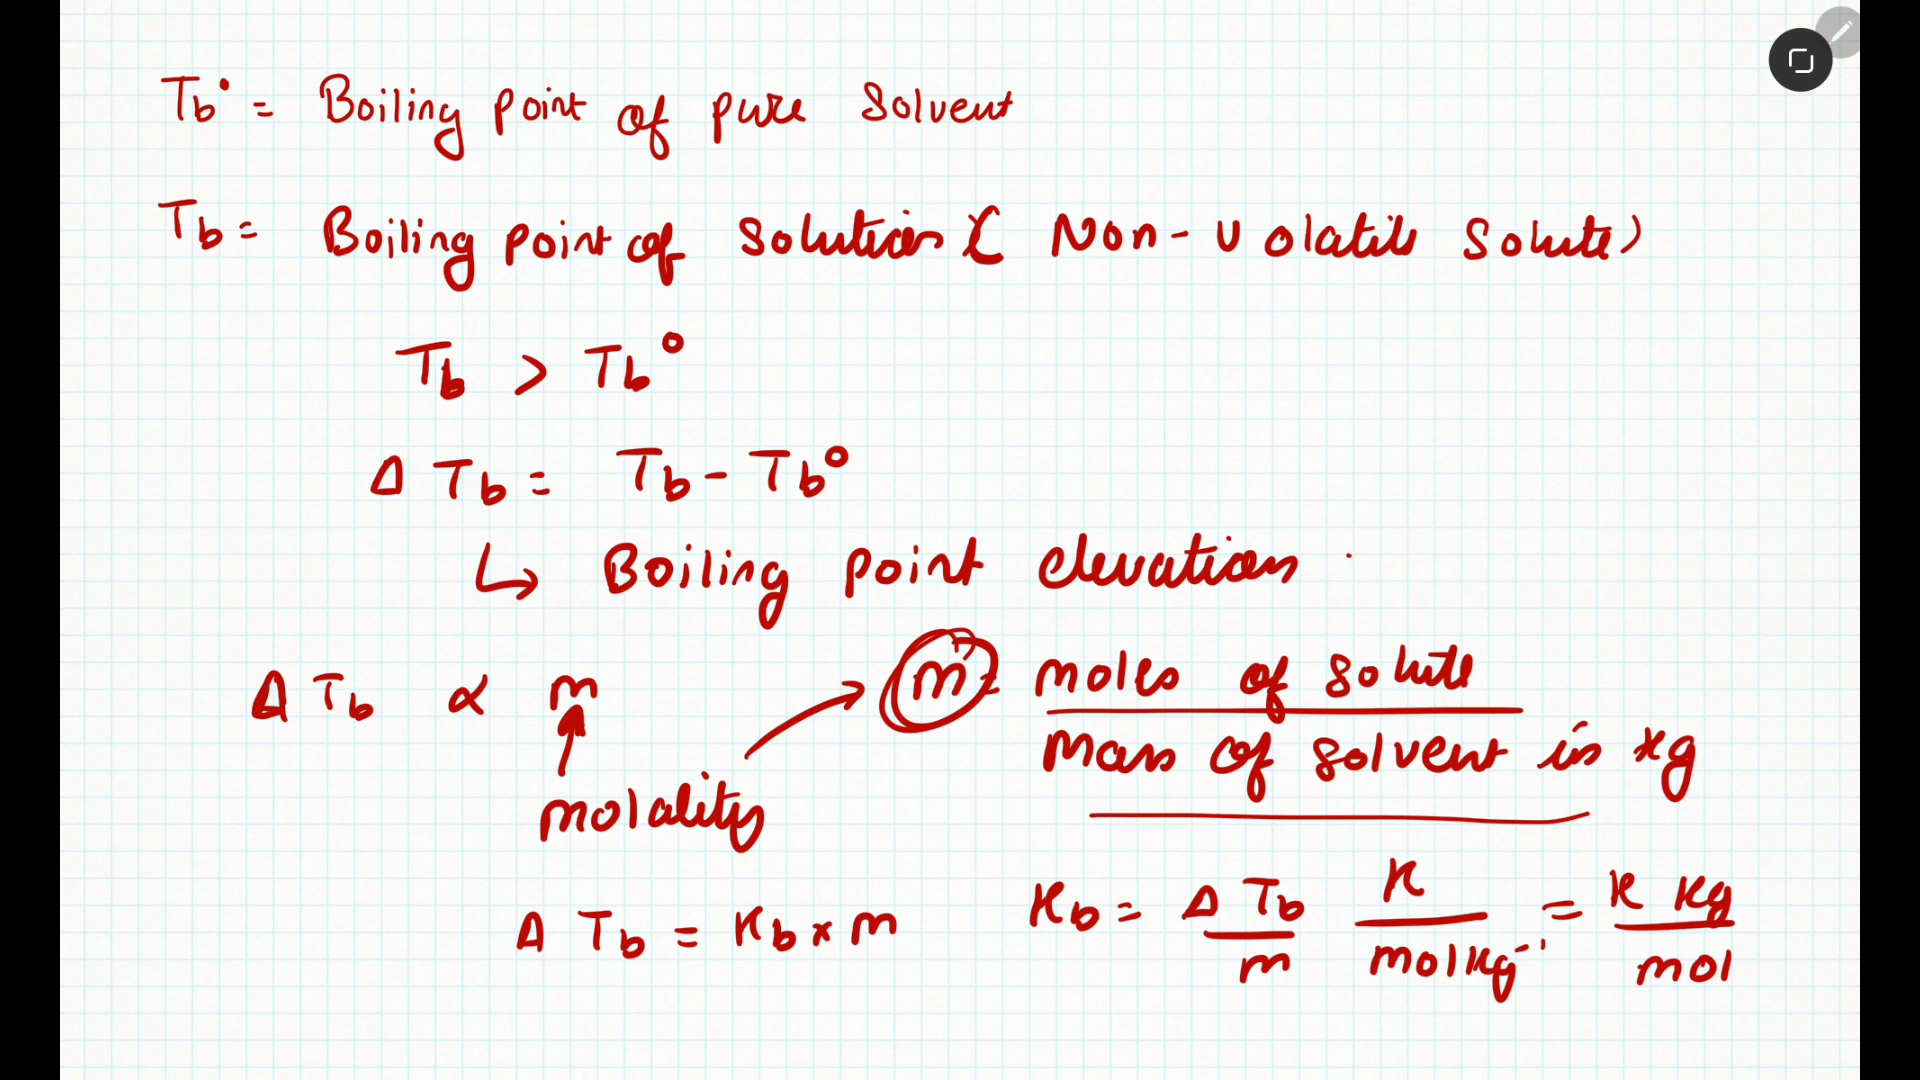 Tb° = Boiling point of pure solvent
Tb = Boiling point of solution ( Non-volatile solute)
Tb > Tb°
Δ Tb = Tb - Tb°
↳ Boiling point elevation
Δ Tb ∝ m
molality
m = moles of solute / mass of solvent in kg
Δ Tb = Kb × m
Kb = Δ Tb / m K / mol kg⁻¹ = K kg / mol